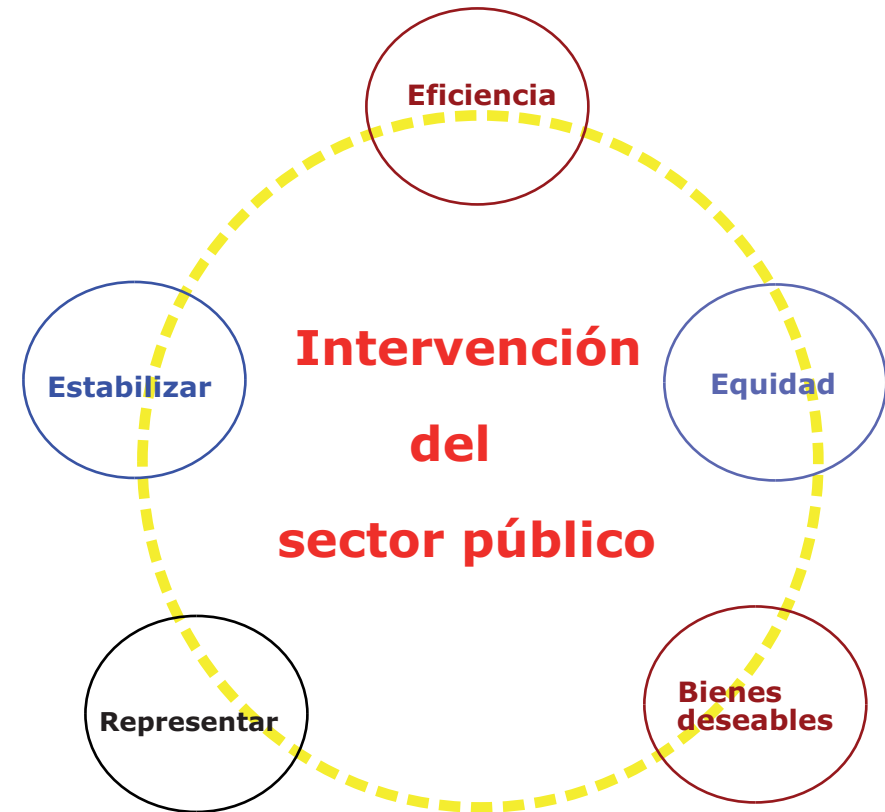 Eficiencia
Intervención
del
sector público
Estabilizar
Equidad
Representar
Bienes
deseables